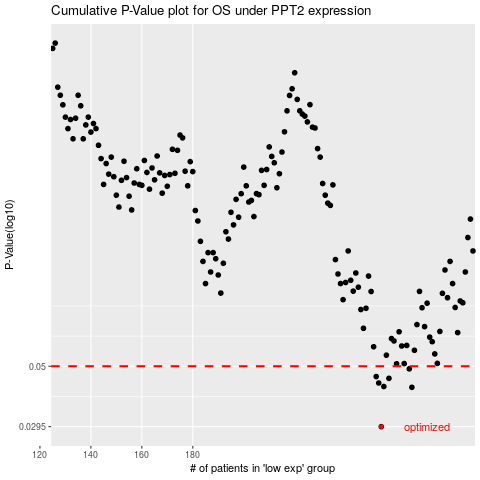 Cumulative P-Value plot for OS under PPT2 expression
P-Value(log10)
0.05
0.0295
optimized
120 140 160 180
# of patients in 'low exp' group